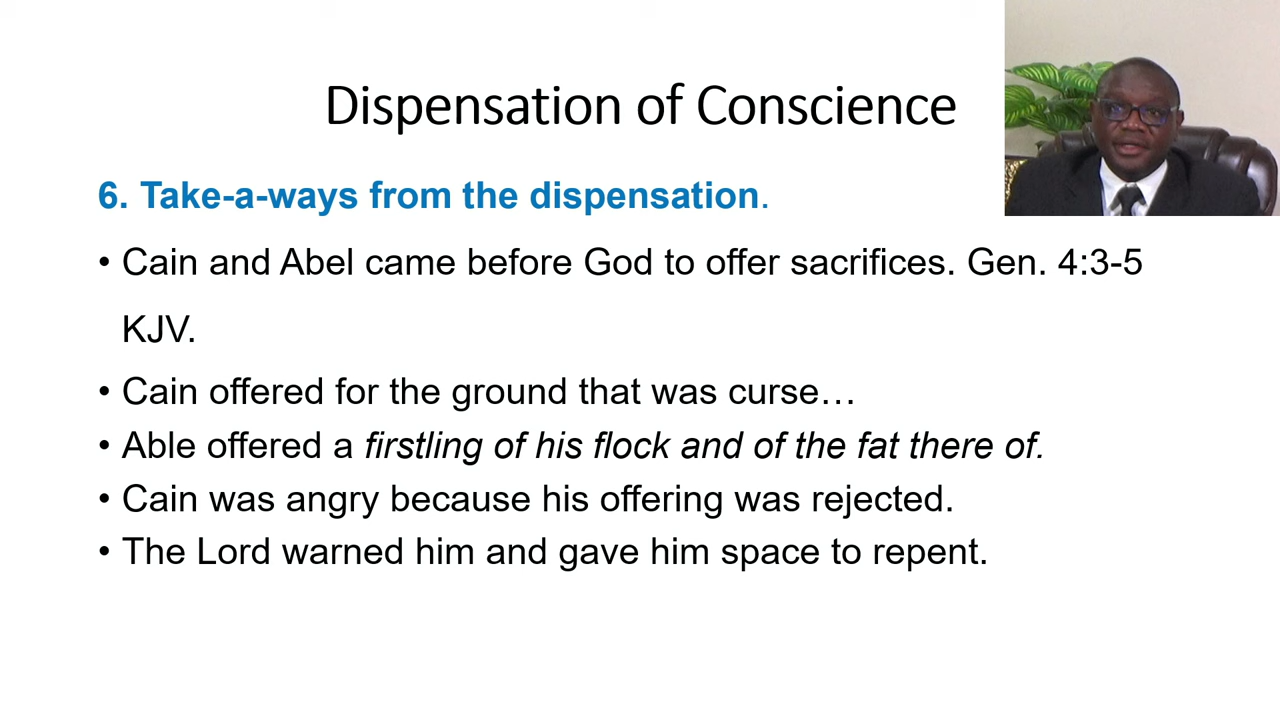 Dispensation of Conscience
6. Take-a-ways from the dispensation.
• Cain and Abel came before God to offer sacrifices. Gen. 4:3-5
KJV.
• Cain offered for the ground that was curse…
• Able offered a firstling of his flock and of the fat there of.
• Cain was angry because his offering was rejected.
• The Lord warned him and gave him space to repent.